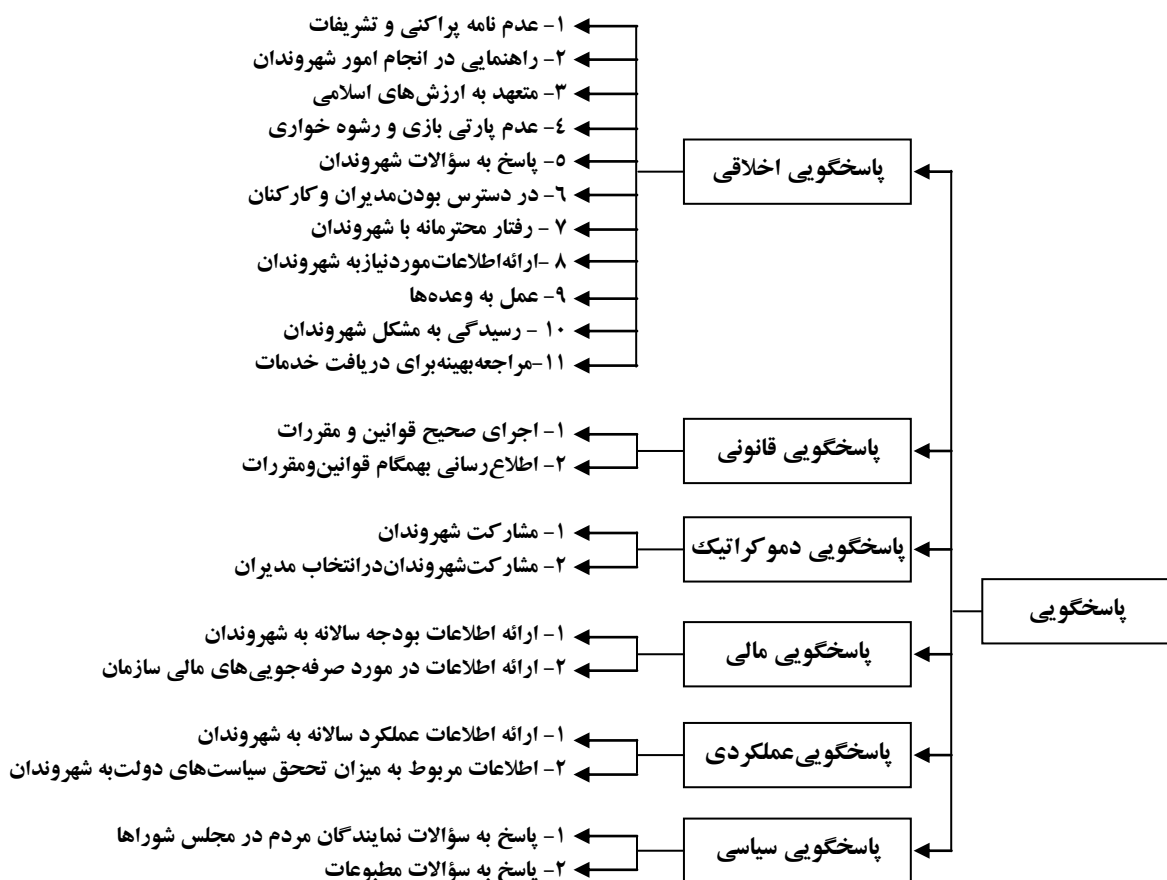 پاسخگویی
پاسخگویی اخلاقی
۱- عدم نامه پراکنی و تشریفات
۲- راهنمایی در انجام امور شهروندان
۳- متعهد به ارزش‌های اسلامی
٤- عدم پارتی بازی و رشوه خواری
٥- پاسخ به سؤالات شهروندان
٦- در دسترس بودن‌مدیران وکارکنان
۷ - رفتار محترمانه با شهروندان
۸ -ارائه‌اطلاعات‌موردنیازبه شهروندان
۹- عمل به وعده‌ها
۱۰ - رسیدگی به مشکل شهروندان
۱۱-مراجعه‌بهینه‌برای دریافت خدمات
پاسخگویی قانونی
۱- اجرای صحیح قوانین و مقررات
۲- اطلاع‌رسانی بهمگام قوانین‌ومقررات
پاسخگویی دموکراتیك
۱- مشارکت شهروندان
۲- مشارکت‌شهروندان‌درانتخاب مدیران
پاسخگویی مالی
۱- ارائه اطلاعات بودجه سالانه به شهروندان
۲- ارائه اطلاعات در مورد صرفه‌جویی‌های مالی سازمان
پاسخگویی‌عملکردی
۱- ارائه اطلاعات عملکرد سالانه به شهروندان
۲- اطلاعات مربوط به میزان تححق سیاست‌های دولت‌به شهروندان
پاسخگویی سیاسی
۱- پاسخ به سؤالات نمایندگان مردم در مجلس شوراها
۲- پاسخ به سؤالات مطبوعات